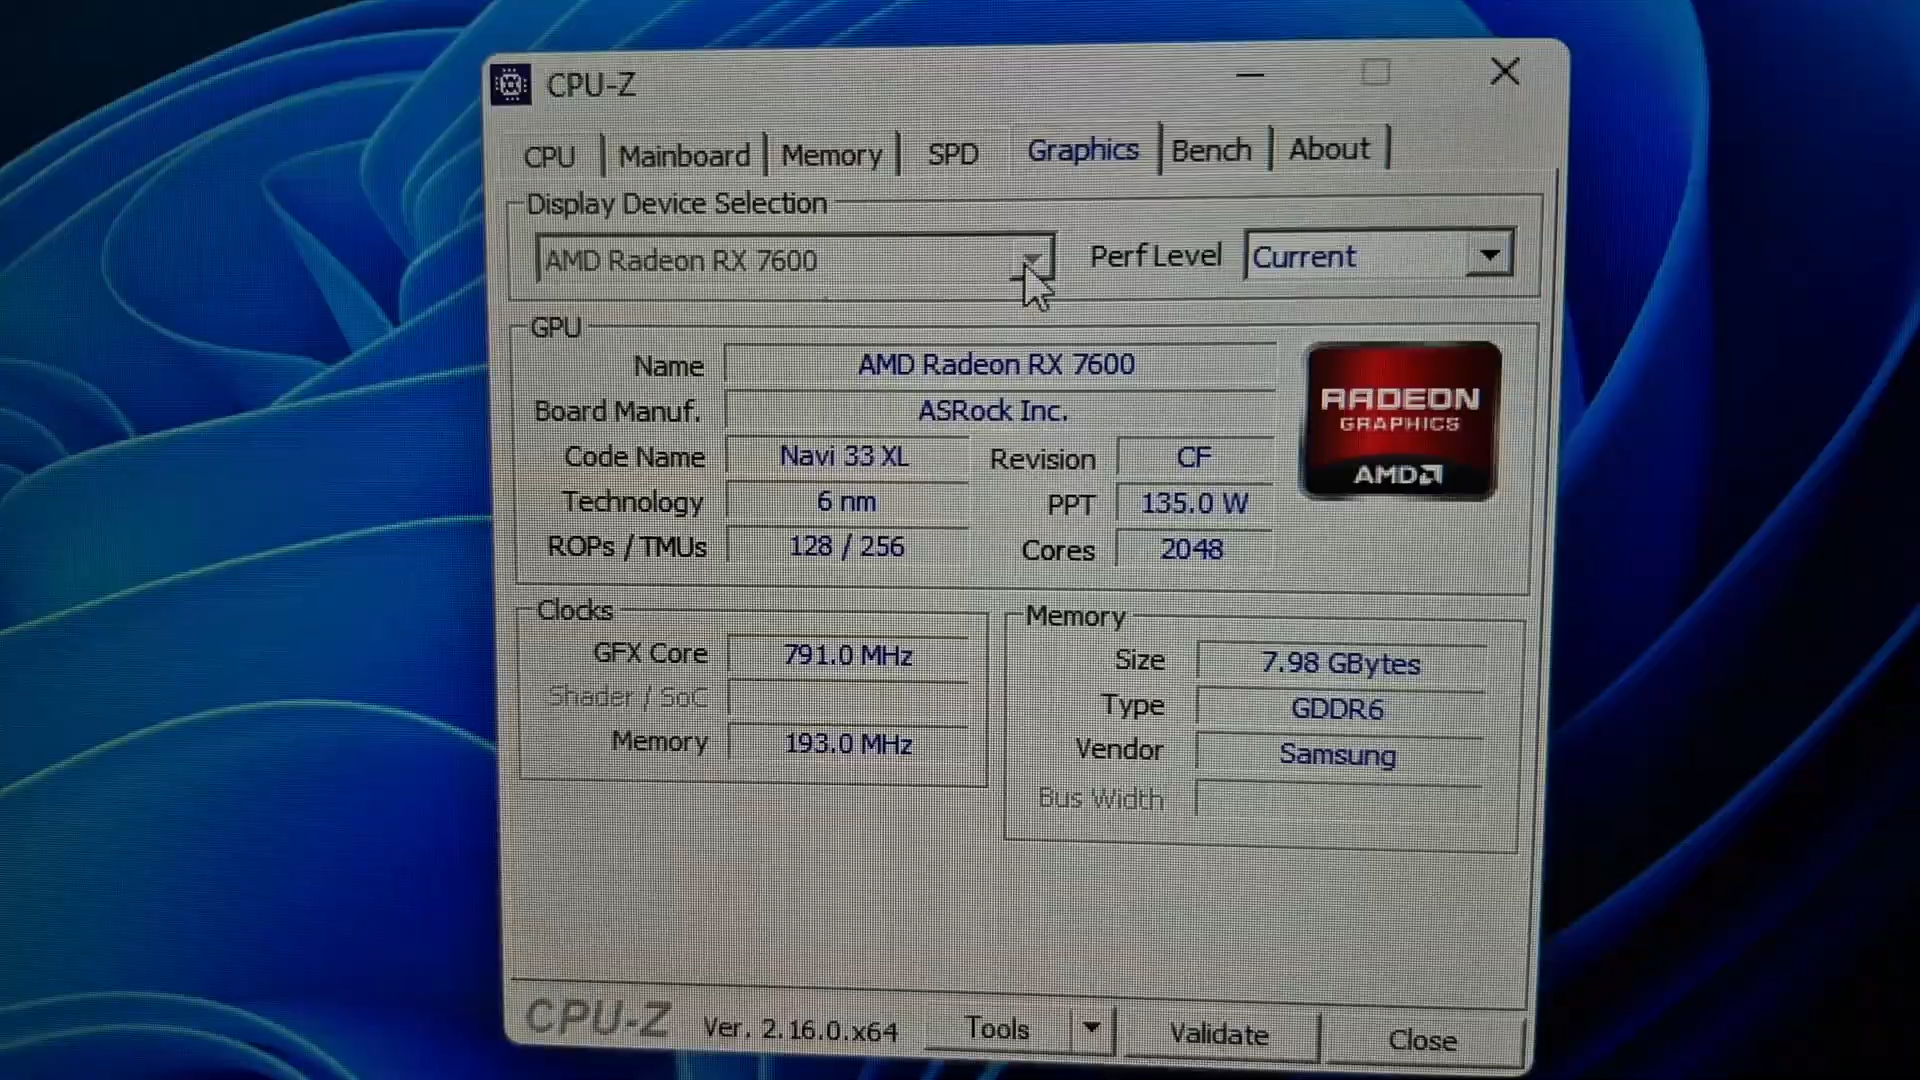 CPU-Z
CPU Mainboard Memory SPD Graphics Bench About
Display Device Selection
AMD Radeon RX 7600 Perf Level Current
GPU
Name AMD Radeon RX 7600
Board Manuf. ASRock Inc.
Code Name Navi 33 XL Revision CF
Technology 6 nm PPT 135.0 W
ROPs / TMUs 128 / 256 Cores 2048
RADEON
GRAPHICS
AMD
Clocks
GFX Core 791.0 MHz
Shader / SoC
Memory 193.0 MHz
Memory
Size 7.98 GBytes
Type GDDR6
Vendor Samsung
Bus Width
CPU-Z Ver. 2.16.0.x64 Tools Validate Close